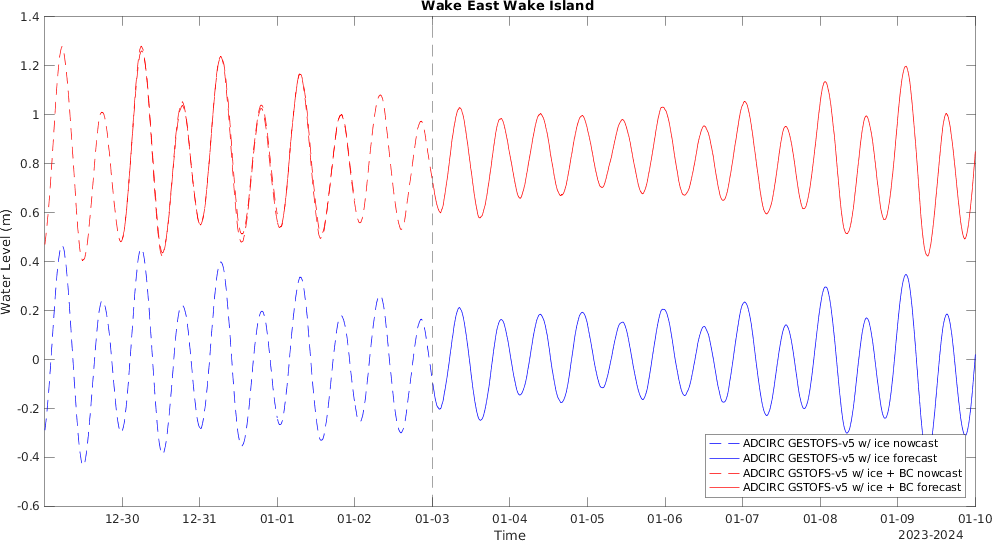 Wake East Wake Island
1.4
1.2
1
0.8
0.6
0.4
0.2
0
-0.2
-0.4
-0.6
Water Level (m)
ADCIRC GESTOFS-v5 w/ ice nowcast
ADCIRC GESTOFS-v5 w/ ice forecast
ADCIRC GSTOFS-v5 w/ ice + BC nowcast
ADCIRC GSTOFS-v5 w/ ice + BC forecast
12-30 12-31 01-01 01-02 01-03 01-04 01-05 01-06 01-07 01-08 01-09 01-10
Time
2023-2024